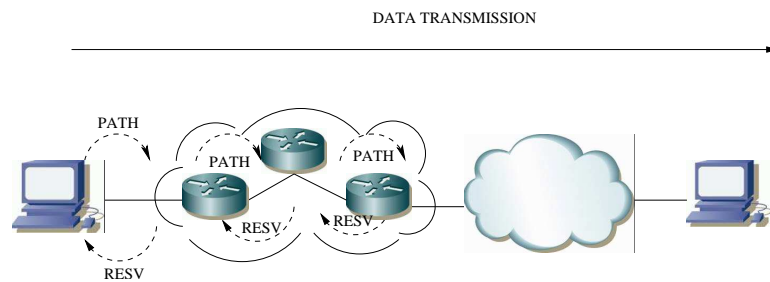 DATA TRANSMISSION
PATH
PATH
PATH
RESV
RESV
RESV